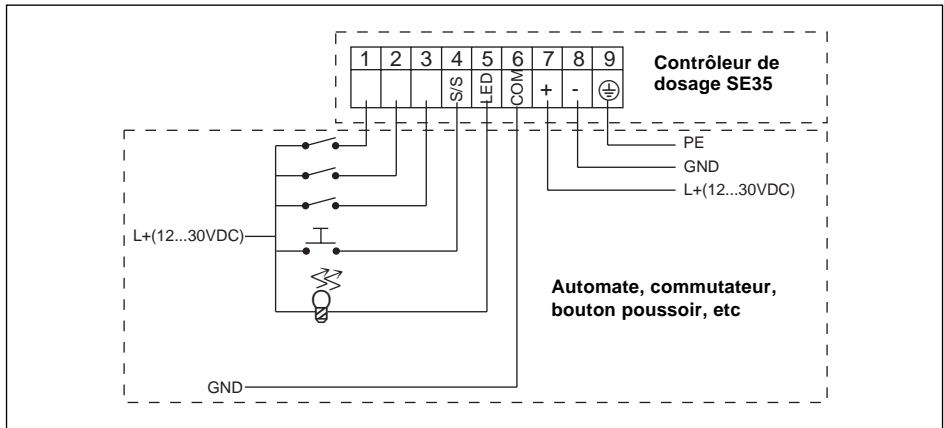 1 2 3 4 5 6 7 8 9
S/S LED COM + -
Contrôleur de
dosage SE35
PE
GND
L+(12...30VDC)
L+(12...30VDC)
Automate, commutateur,
bouton poussoir, etc
GND